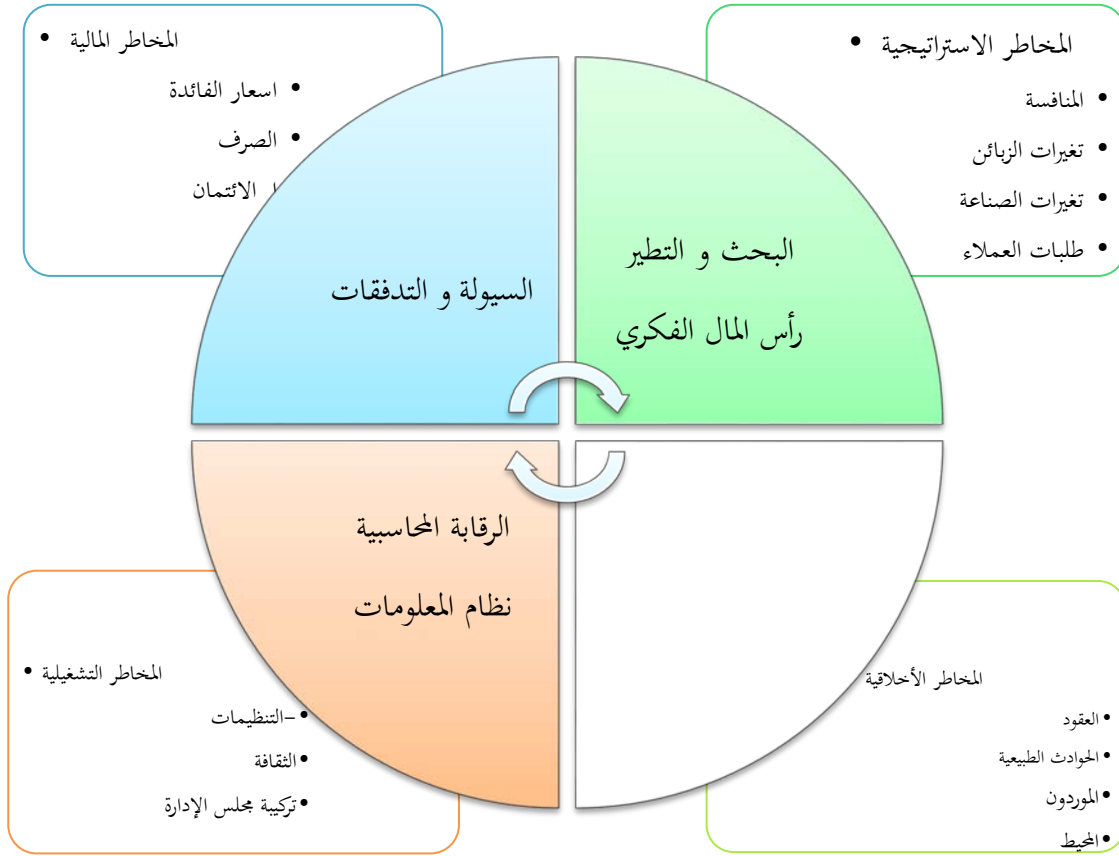 المخاطر الاستراتيجية •
• المنافسة
• تغيرات الزبائن
• تغيرات الصناعة
• طلبات العملاء
المخاطر المالية •
• اسعار الفائدة
• الصرف
الائتمان
البحث و التطير
رأس المال الفكري
السيولة و التدفقات
الرقابة المحاسبية
نظام المعلومات
المخاطر الأخلاقية
• العقود
• الحوادث الطبيعية
• الموردون
• المحيط
المخاطر التشغيلية •
• -التنظيمات
• الثقافة
• تركيبة مجلس الإدارة